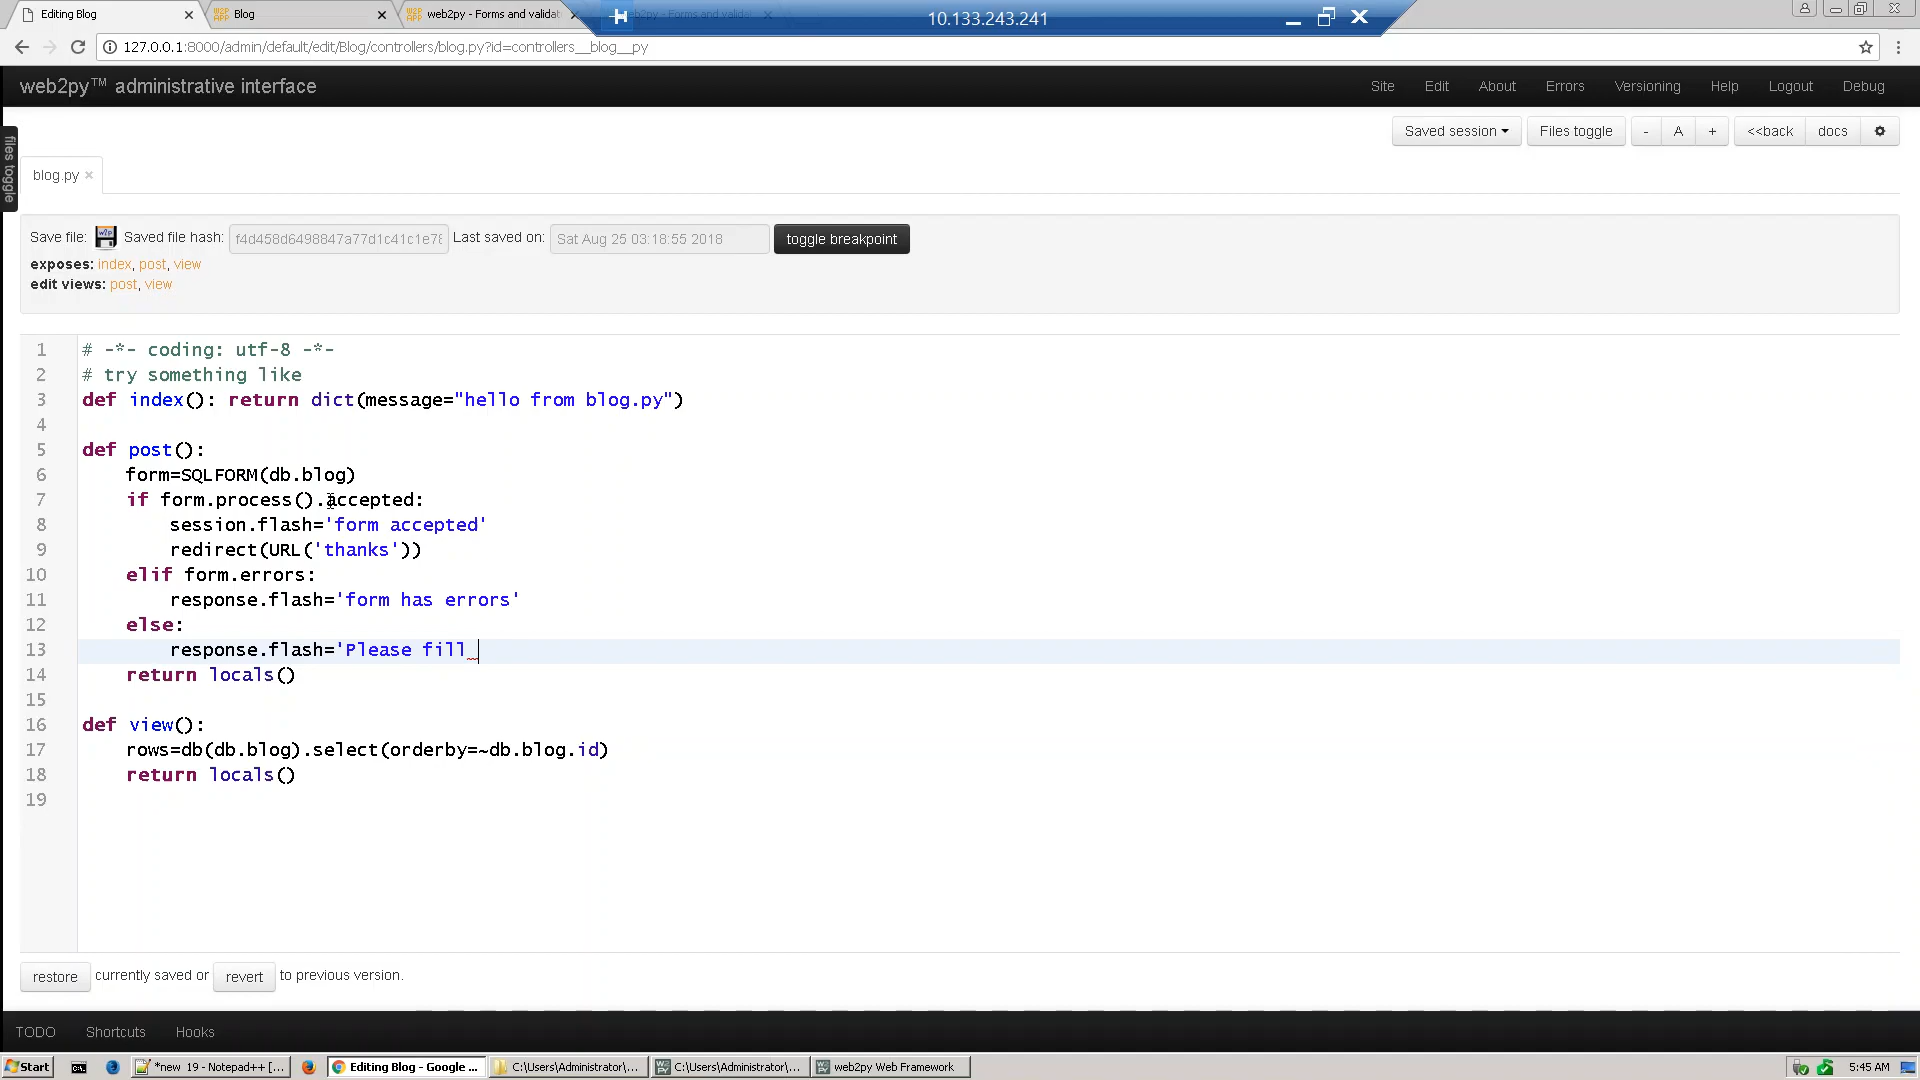 Editing Blog
Blog
web2py - Forms and validat
10.133.243.241
127.0.0.1:8000/admin/default/edit/Blog/controllers/blog.py?id=controllers__blog__py
web2py™ administrative interface
Site
Edit
About
Errors
Versioning
Help
Logout
Debug
Saved session
Files toggle
-
A
+
<<back
docs
files toggle
blog.py
Save file:
Saved file hash:
f4d458d6498847a77d1c41c1e78
Last saved on:
Sat Aug 25 03:18:55 2018
toggle breakpoint
exposes: index, post, view
edit views: post, view
1 # -*- coding: utf-8 -*-
2 # try something like
3 def index(): return dict(message="hello from blog.py")
4
5 def post():
6 form=SQLFORM(db.blog)
7 if form.process().accepted:
8 session.flash='form accepted'
9 redirect(URL('thanks'))
10 elif form.errors:
11 response.flash='form has errors'
12 else:
13 response.flash='Please fill
14 return locals()
15
16 def view():
17 rows=db(db.blog).select(orderby=~db.blog.id)
18 return locals()
19
restore currently saved or revert to previous version.
TODO
Shortcuts
Hooks
Start
*new 19 - Notepad++ [...
Editing Blog - Google ...
C:\Users\Administrator\...
C:\Users\Administrator\...
web2py Web Framework
5:45 AM